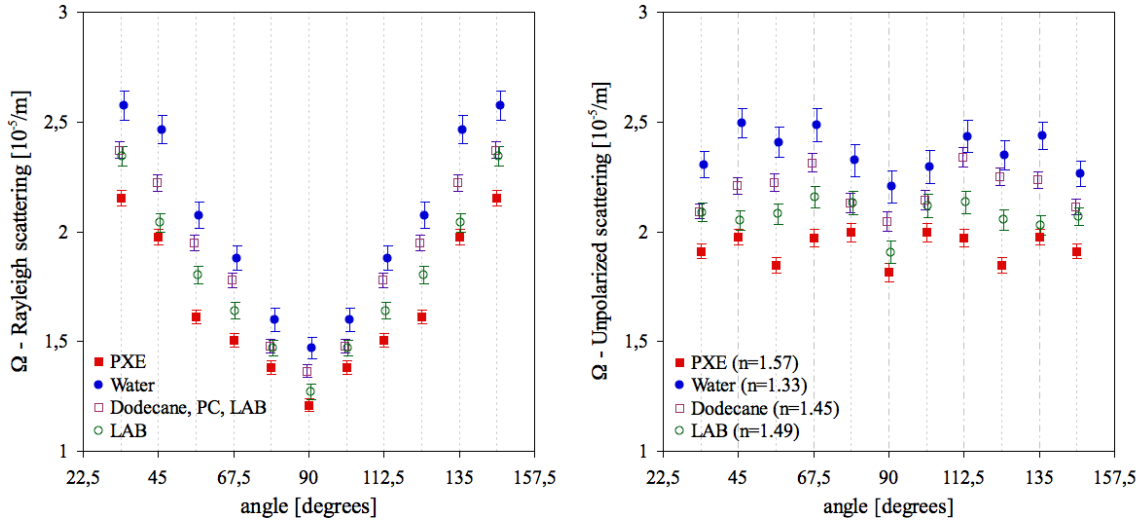 Ω - Rayleigh scattering [10⁻⁵/m]
3
2,5
2
1,5
1
PXE
Water
Dodecane, PC, LAB
LAB
22,5 45 67,5 90 112,5 135 157,5
angle [degrees]
Ω - Unpolarized scattering [10⁻⁵/m]
3
2,5
2
1,5
1
PXE (n=1.57)
Water (n=1.33)
Dodecane (n=1.45)
LAB (n=1.49)
22,5 45 67,5 90 112,5 135 157,5
angle [degrees]